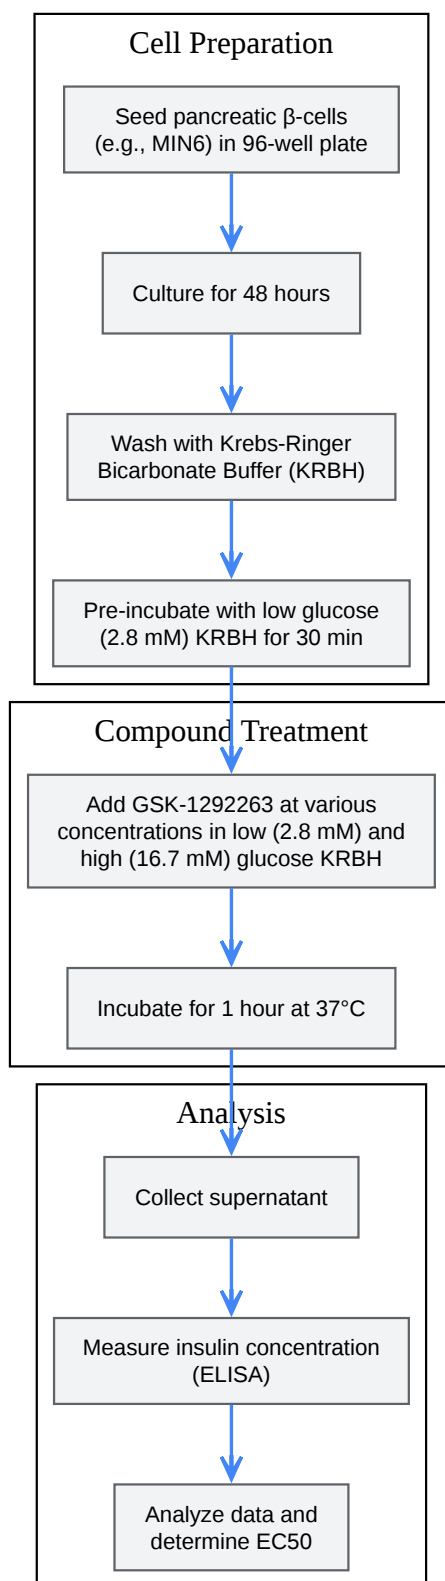 Cell Preparation
Seed pancreatic β-cells
(e.g., MIN6) in 96-well plate
Culture for 48 hours
Wash with Krebs-Ringer
Bicarbonate Buffer (KRBH)
Pre-incubate with low glucose
(2.8 mM) KRBH for 30 min
Compound Treatment
Add GSK-1292263 at various
concentrations in low (2.8 mM) and
high (16.7 mM) glucose KRBH
Incubate for 1 hour at 37°C
Analysis
Collect supernatant
Measure insulin concentration
(ELISA)
Analyze data and
determine EC50